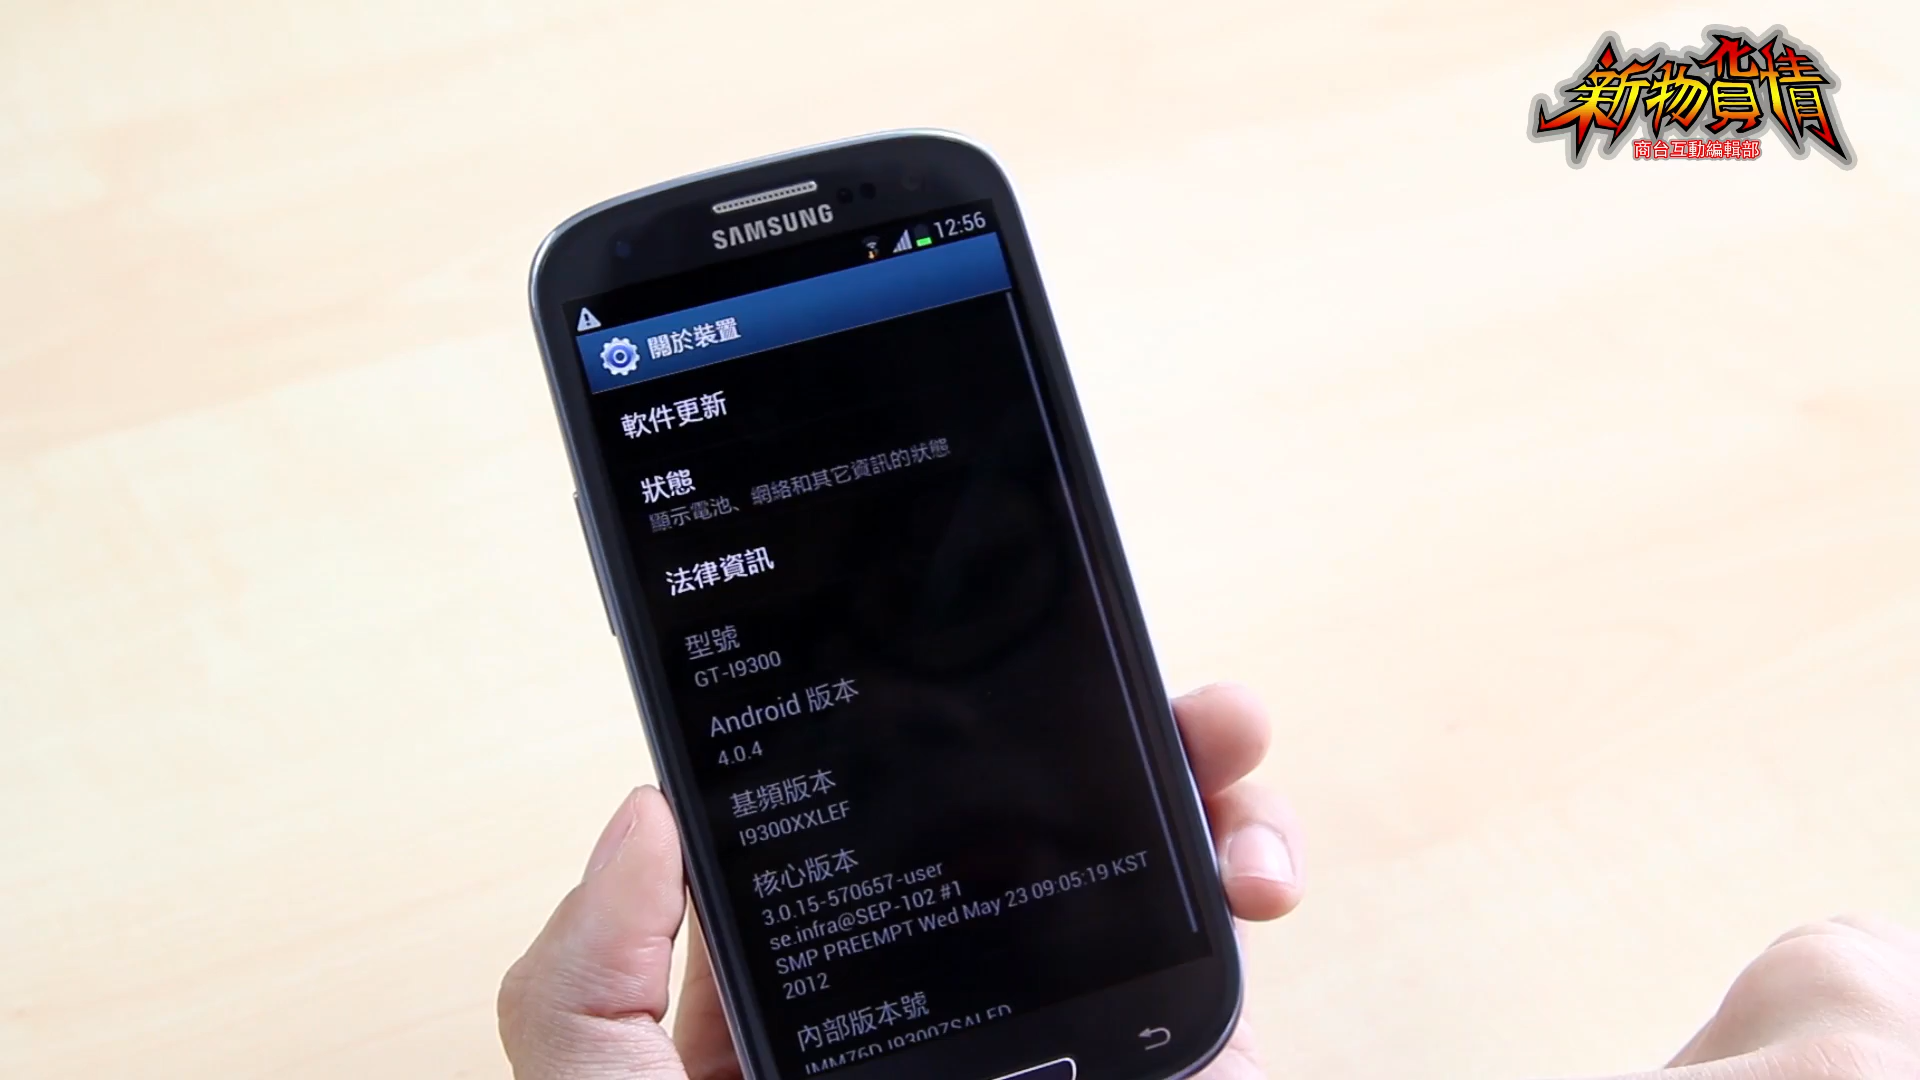 新物貨情
商台互動編輯部
SAMSUNG
12:56
關於裝置
軟件更新
狀態
顯示電池、網絡和其它資訊的狀態
法律資訊
型號
GT-I9300
Android 版本
4.0.4
基頻版本
I9300XXLEF
核心版本
3.0.15-570657-user
se.infra@SEP-102 #1
SMP PREEMPT Wed May 23 09:05:19 KST
2012
內部版本號
IMM76D.I9300ZSALED